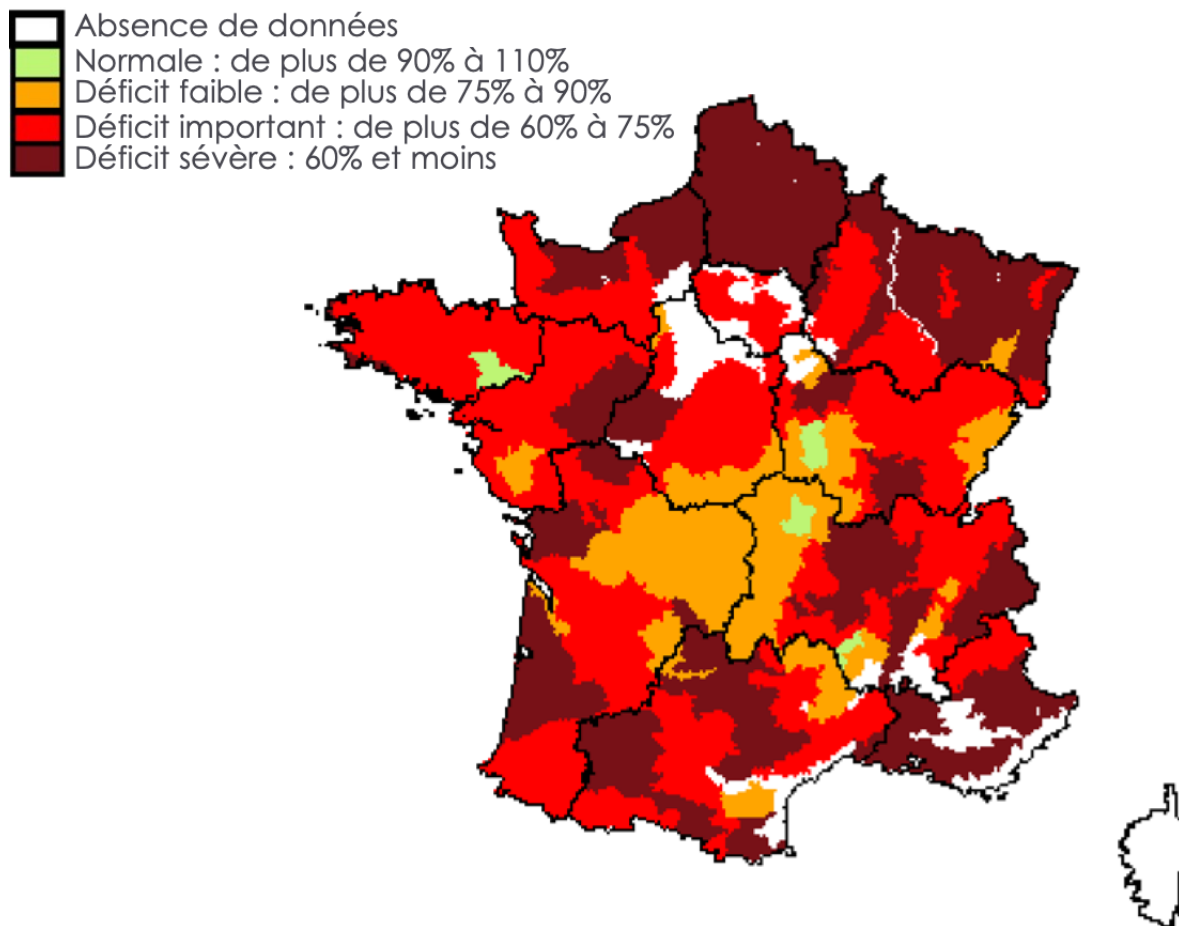 Absence de données
Normale : de plus de 90% à 110%
Déficit faible : de plus de 75% à 90%
Déficit important : de plus de 60% à 75%
Déficit sévère : 60% et moins